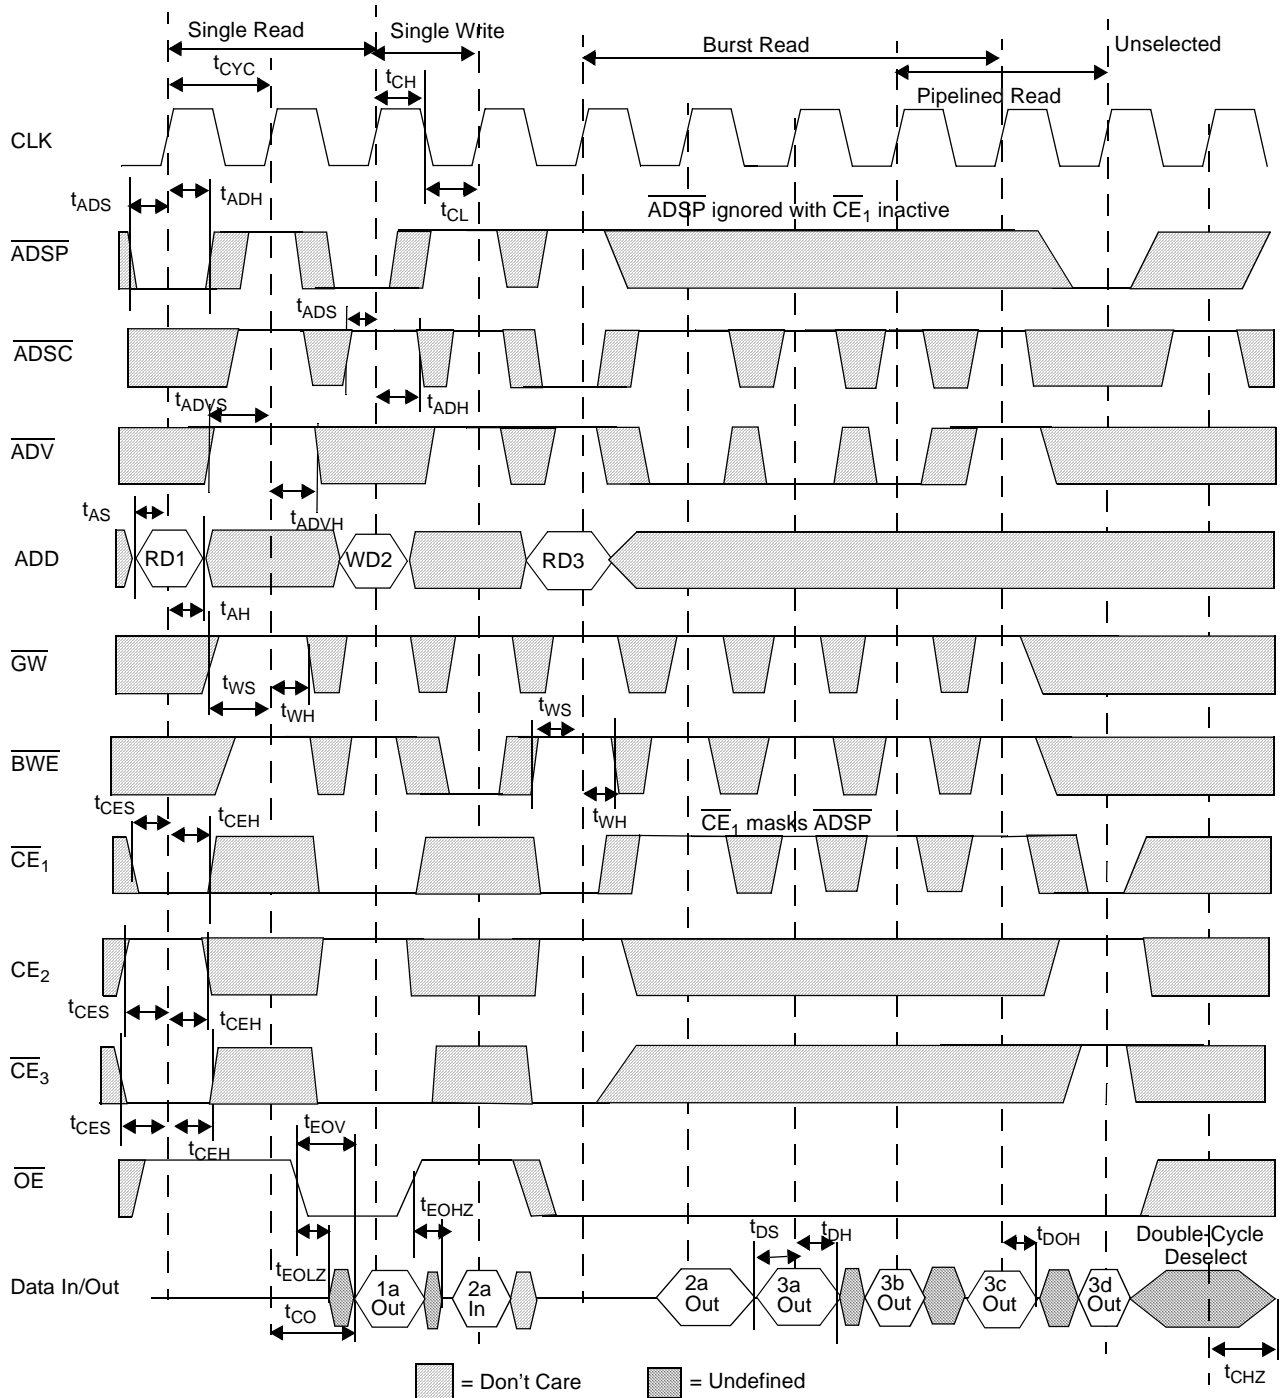 Single Read
Single Write
Burst Read
Unselected
tCYC
tCH
Pipelined Read
CLK
tADS
tADH
tCL
ADSP ignored with CE1 inactive
ADSP
tADS
ADSC
tADVS
tADH
ADV
tAS
tADVH
ADD
RD1
WD2
RD3
tAH
GW
tWS
tWH
tWS
BWE
tCES
tCEH
tWH
CE1 masks ADSP
CE1
CE2
tCES
tCEH
CE3
tCES
tCEH
tEOV
OE
tEOHZ
tDS
tDH
tDOH
Double-Cycle
Deselect
tEOLZ
Data In/Out
1a
Out
2a
In
2a
Out
3a
Out
3b
Out
3c
Out
3d
Out
tCO
tCHZ
= Don't Care
= Undefined